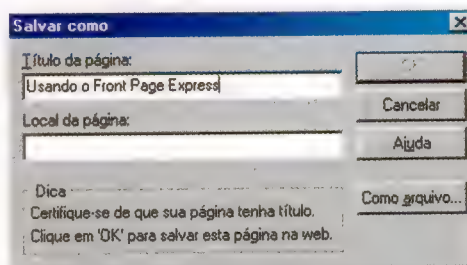 Salvar como
Título da página:
Usando o Front Page Express
Cancelar
Local da página:
Ajuda
Dica
Certifique-se de que sua página tenha título.
Clique em 'OK' para salvar esta página na web.
Como arquivo...